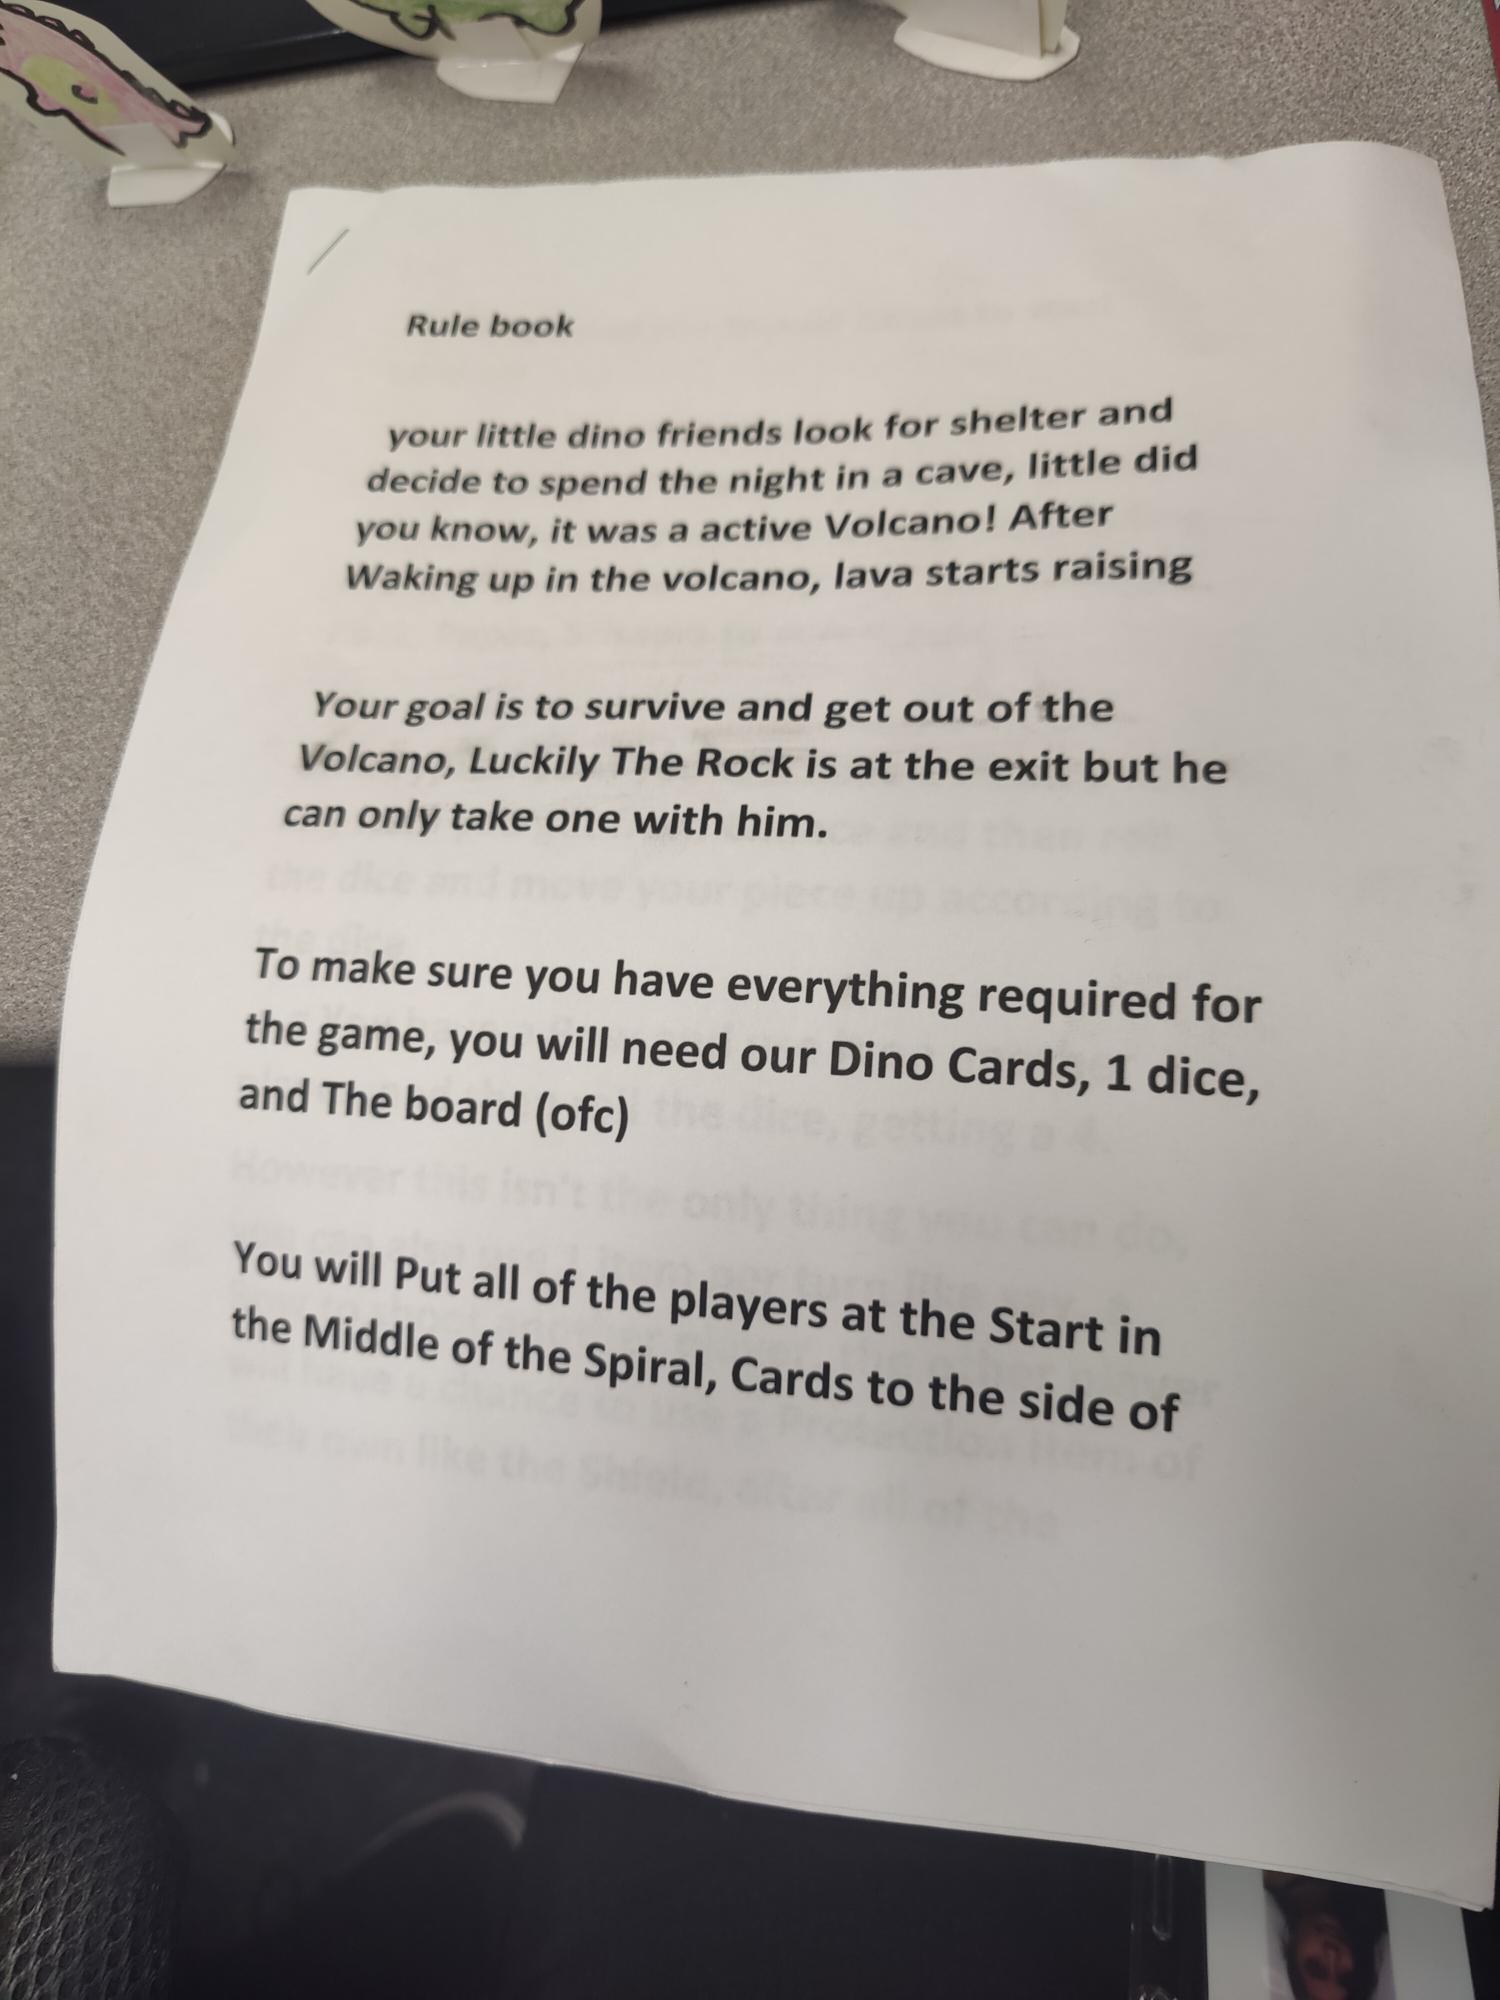 Rule book
your little dino friends look for shelter and
decide to spend the night in a cave, little did
you know, it was a active Volcano! After
Waking up in the volcano, lava starts raising
Your goal is to survive and get out of the
Volcano, Luckily The Rock is at the exit but he
can only take one with him.
To make sure you have everything required for
the game, you will need our Dino Cards, 1 dice,
and The board (ofc)
You will Put all of the players at the Start in
the Middle of the Spiral, Cards to the side of